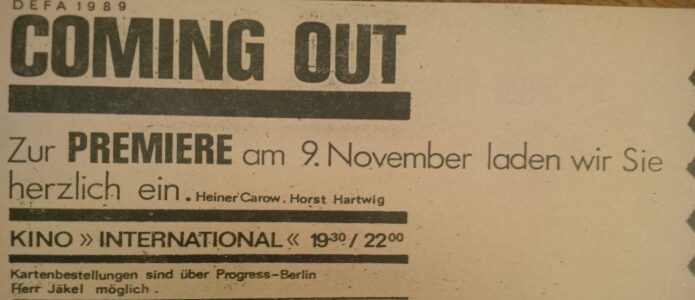 DEFA 1989
COMING OUT
Zur PREMIERE am 9. November laden wir Sie
herzlich ein. Heiner Carow. Horst Hartwig
KINO » INTERNATIONAL « 19³⁰ / 22⁰⁰
Kartenbestellungen sind über Progress-Berlin
Herr Jäkel möglich.